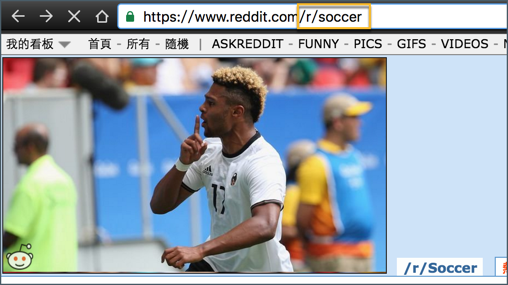 https://www.reddit.com/r/soccer
我的看板 首頁 - 所有 - 隨機 | ASKREDDIT - FUNNY - PICS - GIFS - VIDEOS - N
17
/r/Soccer